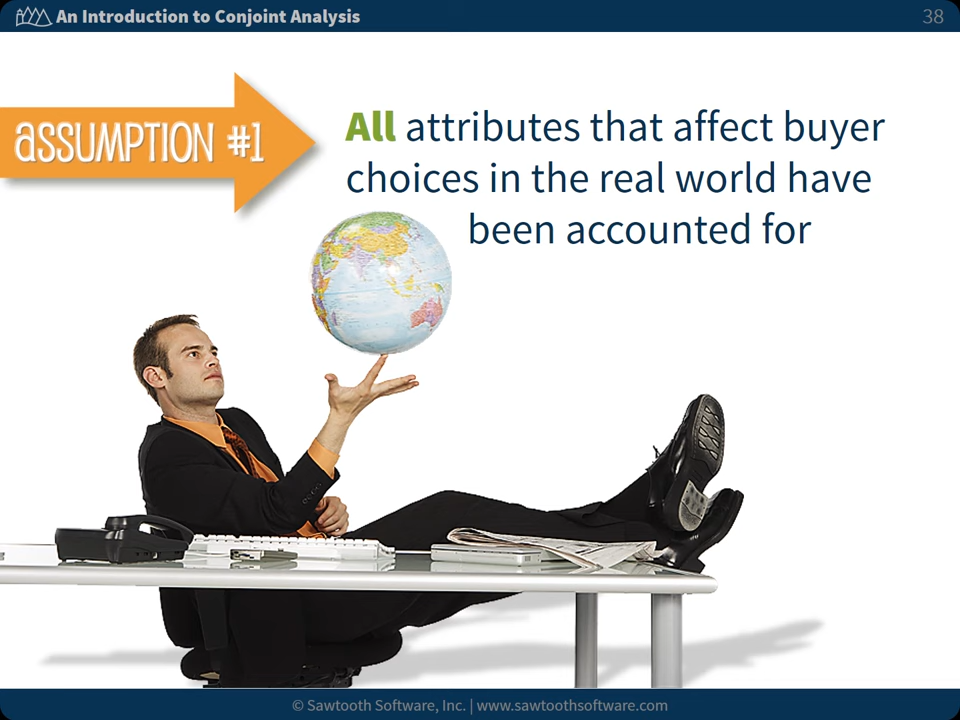 An Introduction to Conjoint Analysis
38
ASSUMPTION #1
All attributes that affect buyer
choices in the real world have
been accounted for
© Sawtooth Software, Inc. | www.sawtoothsoftware.com